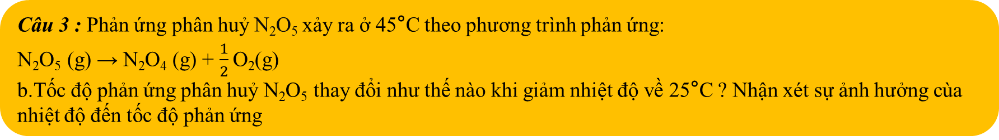 Câu 3 : Phản ứng phân huỷ N₂O₅ xảy ra ở 45°C theo phương trình phản ứng:
N₂O₅ (g) → N₂O₄ (g) + 1/2 O₂(g)
b.Tốc độ phản ứng phân huỷ N₂O₅ thay đổi như thế nào khi giảm nhiệt độ về 25°C ? Nhận xét sự ảnh hưởng cùa
nhiệt độ đến tốc độ phản ứng